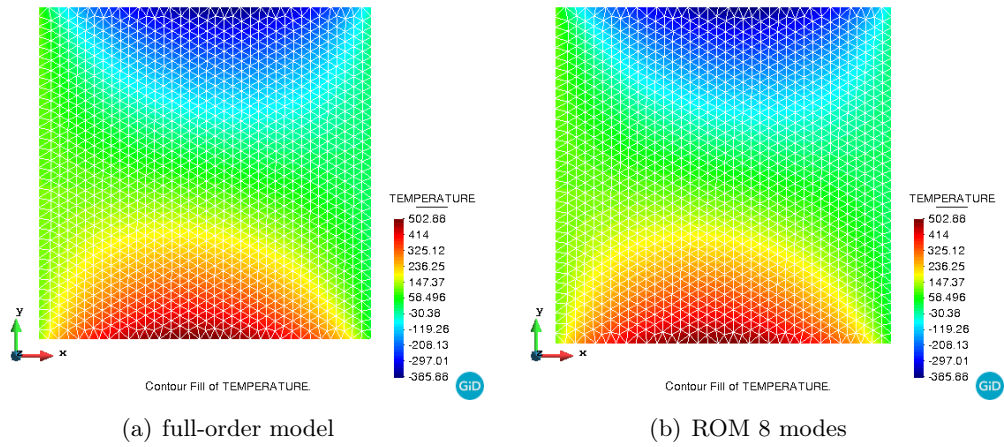 TEMPERATURE
502.88
414
325.12
236.25
147.37
58.496
-30.38
-119.26
-208.13
-297.01
-385.88
y
z
x
Contour Fill of TEMPERATURE.
GiD
(a) full-order model
TEMPERATURE
502.88
414
325.12
236.25
147.37
58.496
-30.38
-119.26
-208.13
-297.01
-385.88
y
z
x
Contour Fill of TEMPERATURE.
GiD
(b) ROM 8 modes